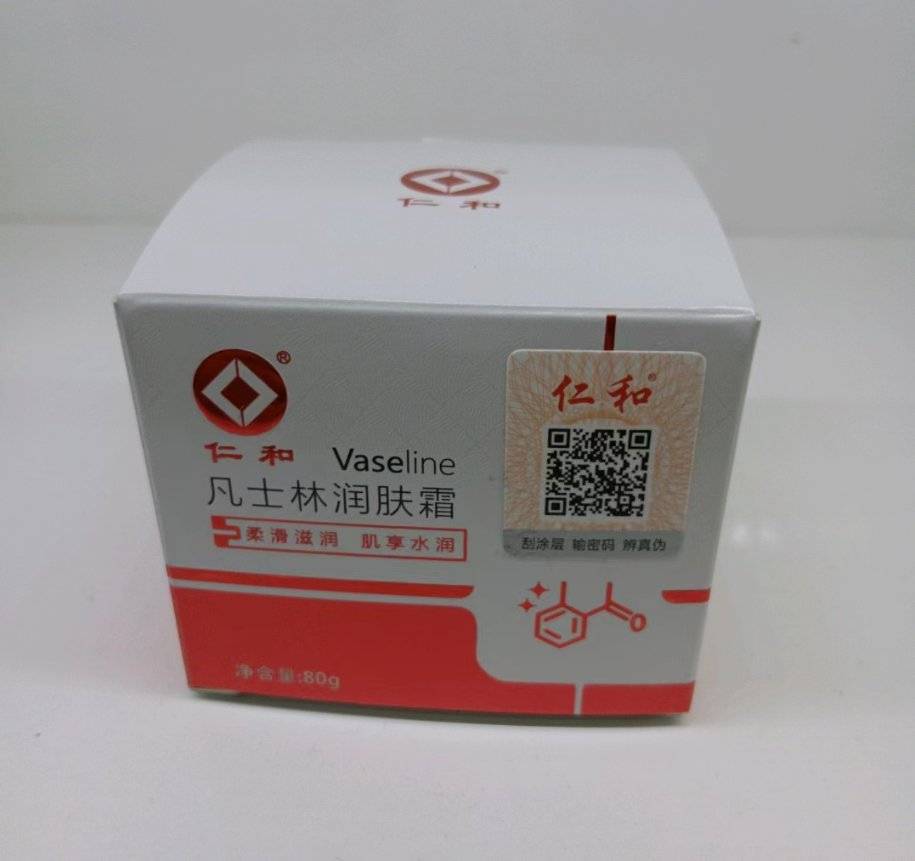 仁和
®
仁和
Vaseline
凡士林润肤霜
柔滑滋润 肌享水润
净含量:80g
仁和®
刮涂层 输密码 辨真伪
O